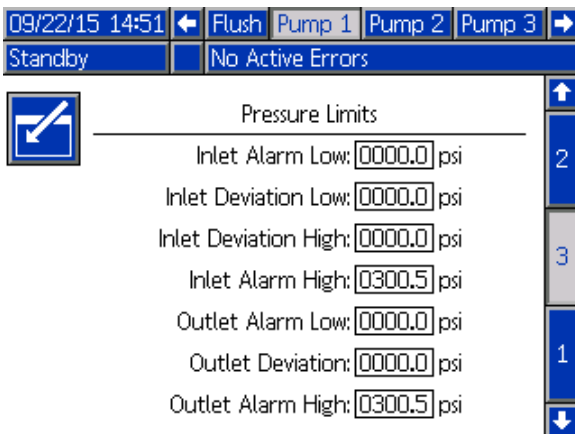 09/22/15 14:51 Flush Pump 1 Pump 2 Pump 3
Standby No Active Errors
Pressure Limits
Inlet Alarm Low: 0000.0 psi
2
Inlet Deviation Low: 0000.0 psi
Inlet Deviation High: 0000.0 psi
3
Inlet Alarm High: 0300.5 psi
Outlet Alarm Low: 0000.0 psi
Outlet Deviation: 0000.0 psi
1
Outlet Alarm High: 0300.5 psi